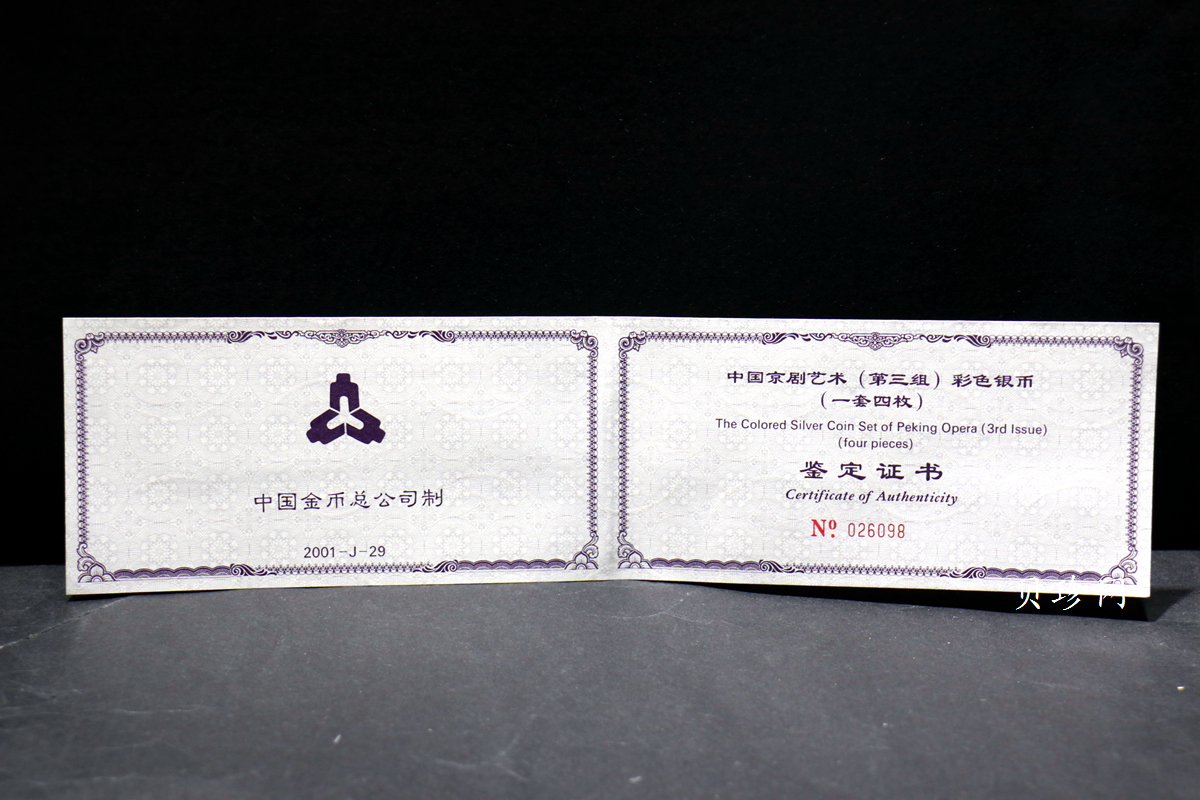 中国金币总公司制
2001-J-29
中国京剧艺术（第三组）彩色银币
（一套四枚）
The Colored Silver Coin Set of Peking Opera (3rd Issue)
(four pieces)
鉴定证书
Certificate of Authenticity
Nº 026098
贝珍网